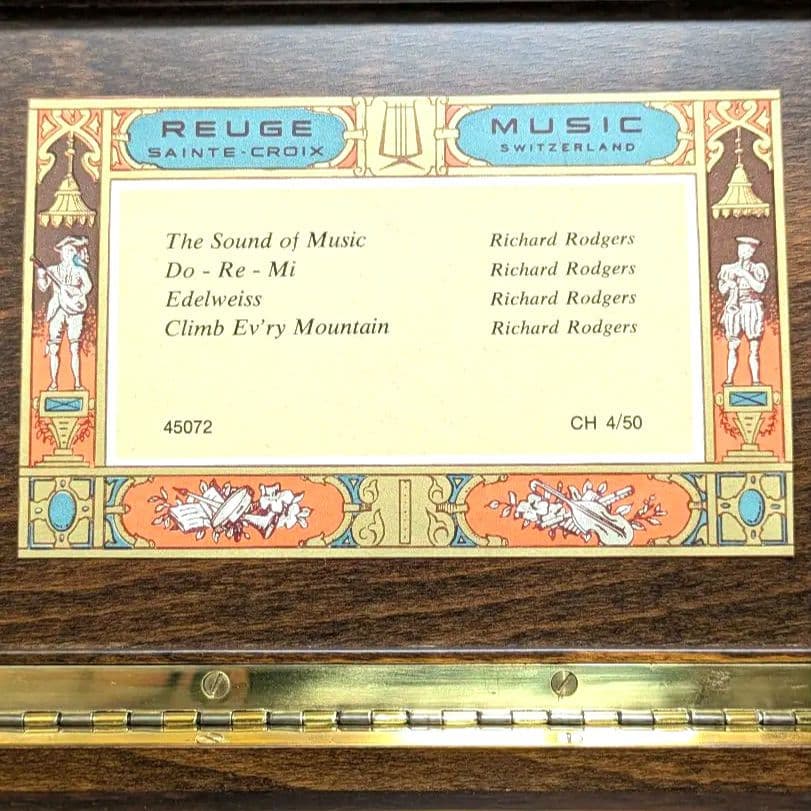 REUGE MUSIC
SAINTE-CROIX SWITZERLAND
The Sound of Music Richard Rodgers
Do - Re - Mi Richard Rodgers
Edelweiss Richard Rodgers
Climb Ev'ry Mountain Richard Rodgers
45072 CH 4/50